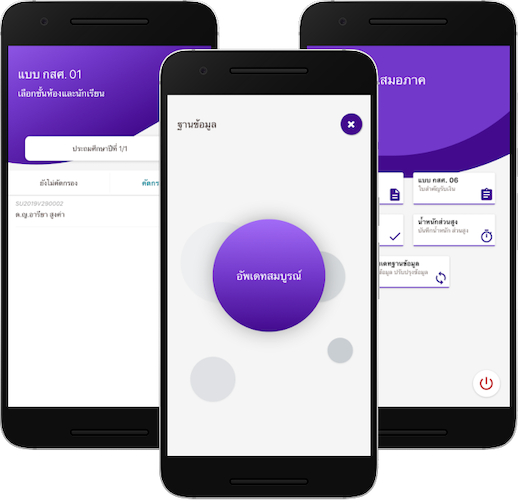 แบบ กสศ. 01
เลือกชั้นห้องและนักเรียน
ประถมศึกษาปีที่ 1/1
ยังไม่คัดกรอง
คัดกร
SU2019V290002
ด.ญ.อารียา สูงค่า
ฐานข้อมูล
อัพเดทสมบูรณ์
สมอภาค
แบบ กสศ. 06
ใบสำคัญรับเงิน
น้ำหนักส่วนสูง
บันทึกน้ำหนัก ส่วนสูง
เดทฐานข้อมูล
ข้อมูล ปรับปรุงข้อมูล